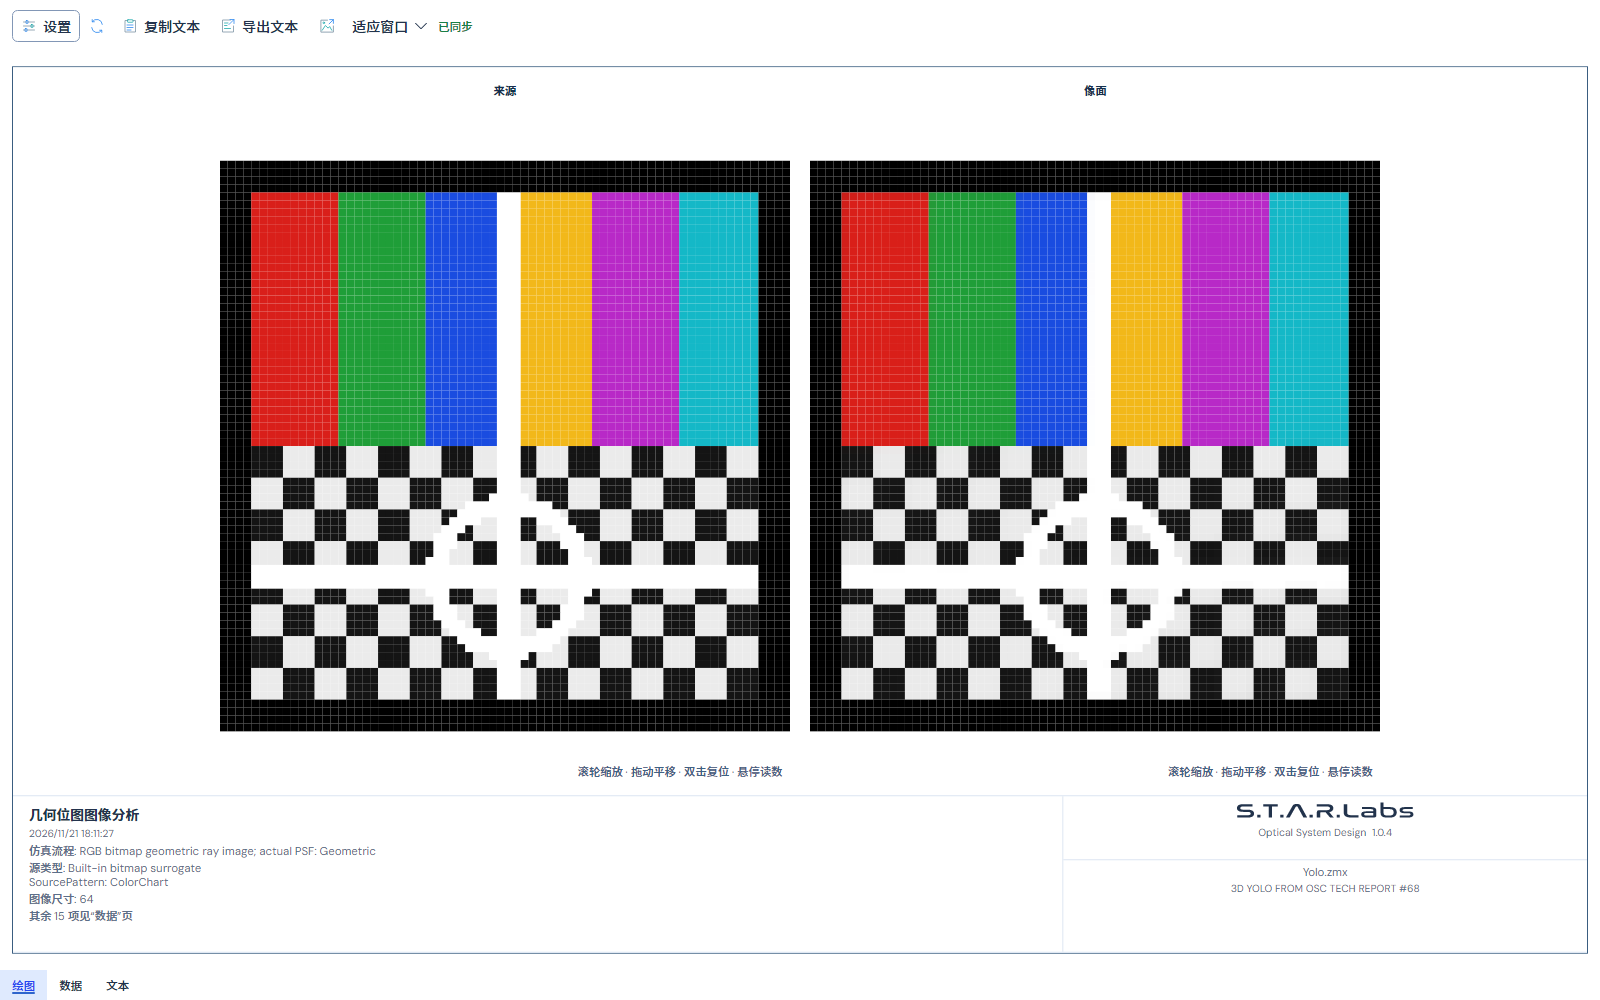 设置 复制文本 导出文本 适应窗口 已同步
来源
像面
滚轮缩放 · 拖动平移 · 双击复位 · 悬停读数
滚轮缩放 · 拖动平移 · 双击复位 · 悬停读数
几何位图图像分析
2026/11/21 18:11:27
仿真流程: RGB bitmap geometric ray image; actual PSF: Geometric
源类型: Built-in bitmap surrogate
SourcePattern: ColorChart
图像尺寸: 64
其余 15 项见“数据”页
S.T.A.R.Labs
Optical System Design 1.0.4
Yolo.zmx
3D YOLO FROM OSC TECH REPORT #68
绘图 数据 文本